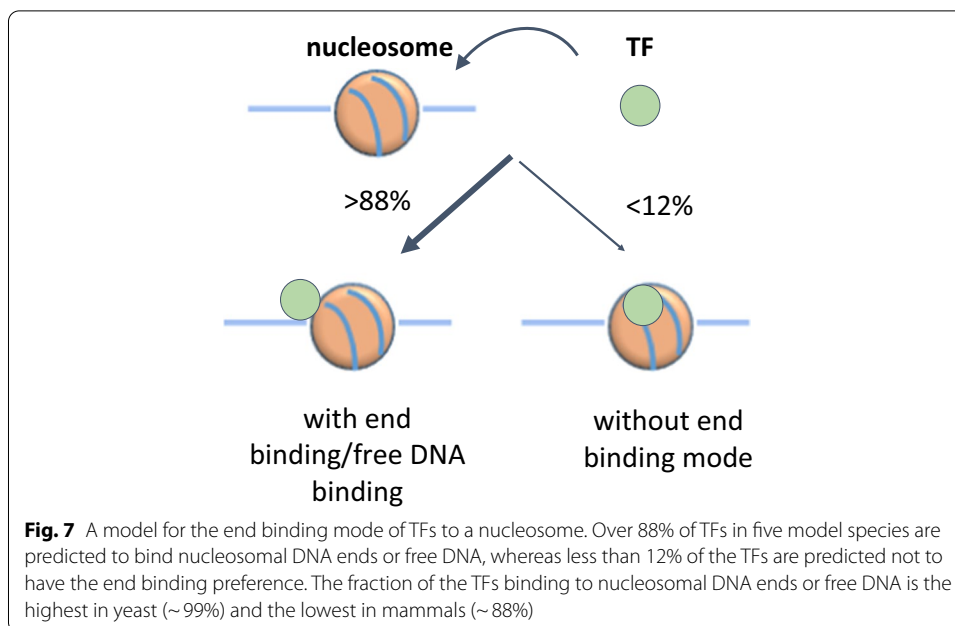 nucleosome TF
>88% <12%
with end
binding/free DNA
binding
without end
binding mode
Fig. 7 A model for the end binding mode of TFs to a nucleosome. Over 88% of TFs in five model species are
predicted to bind nucleosomal DNA ends or free DNA, whereas less than 12% of the TFs are predicted not to
have the end binding preference. The fraction of the TFs binding to nucleosomal DNA ends or free DNA is the
highest in yeast (~ 99%) and the lowest in mammals (~ 88%)